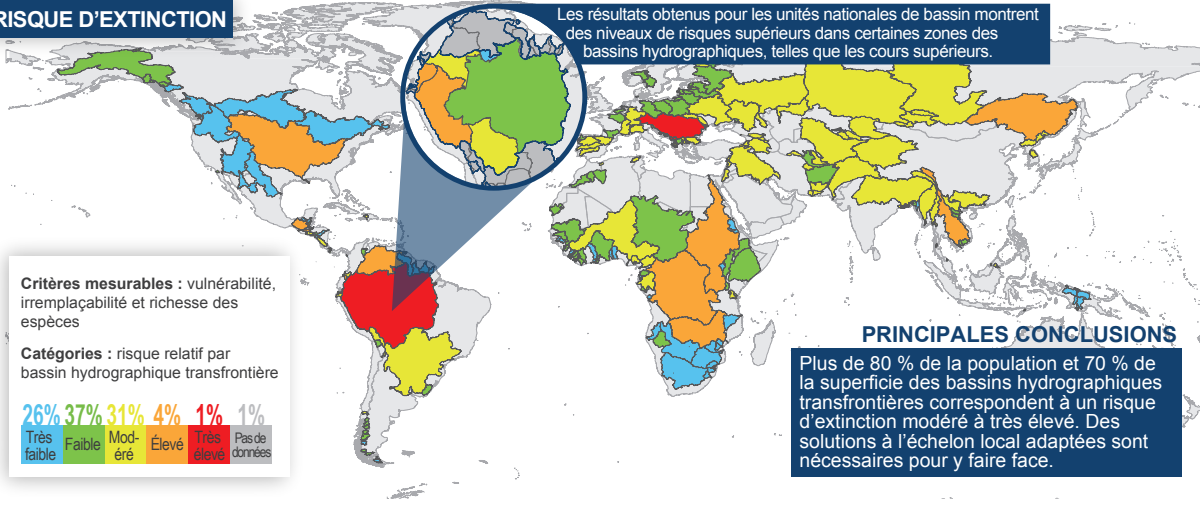 RISQUE D'EXTINCTION
Les résultats obtenus pour les unités nationales de bassin montrent
des niveaux de risques supérieurs dans certaines zones des
bassins hydrographiques, telles que les cours supérieurs.
Critères mesurables : vulnérabilité,
irremplaçabilité et richesse des
espèces
Catégories : risque relatif par
bassin hydrographique transfrontière
26% 37% 31% 4% 1% 1%
Très
faible
Faible
Mod-
éré
Élevé
Très
élevé
Pas de
données
PRINCIPALES CONCLUSIONS
Plus de 80 % de la population et 70 % de
la superficie des bassins hydrographiques
transfrontières correspondent à un risque
d'extinction modéré à très élevé. Des
solutions à l'échelon local adaptées sont
nécessaires pour y faire face.